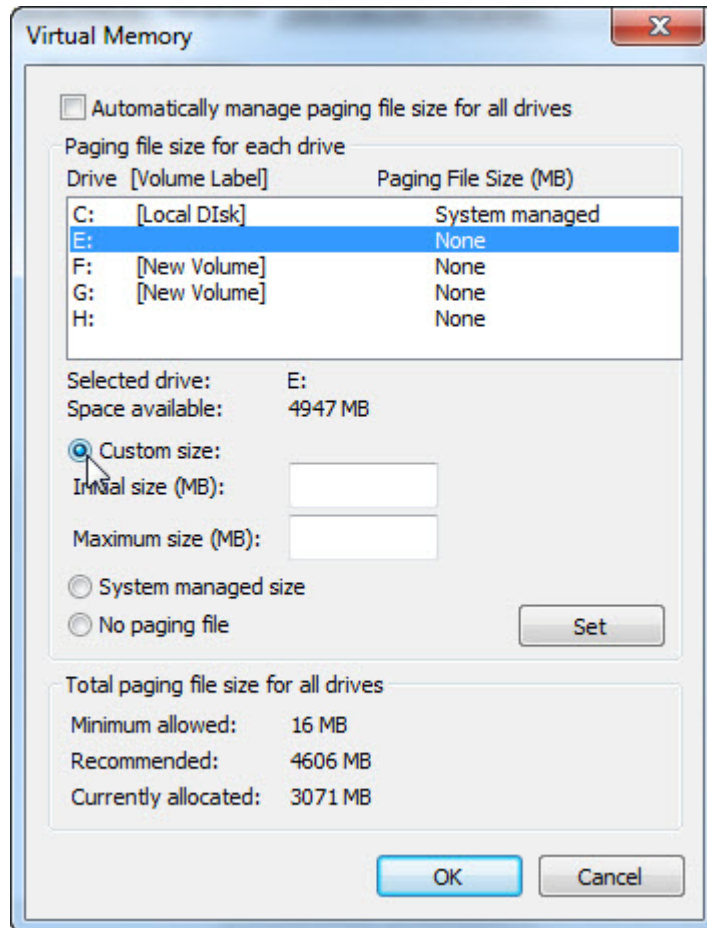 Virtual Memory
Automatically manage paging file size for all drives
Paging file size for each drive
Drive [Volume Label] Paging File Size (MB)
C: [Local DIsk] System managed
E: None
F: [New Volume] None
G: [New Volume] None
H: None
Selected drive: E:
Space available: 4947 MB
Custom size:
Initial size (MB):
Maximum size (MB):
System managed size
No paging file
Set
Total paging file size for all drives
Minimum allowed: 16 MB
Recommended: 4606 MB
Currently allocated: 3071 MB
OK Cancel